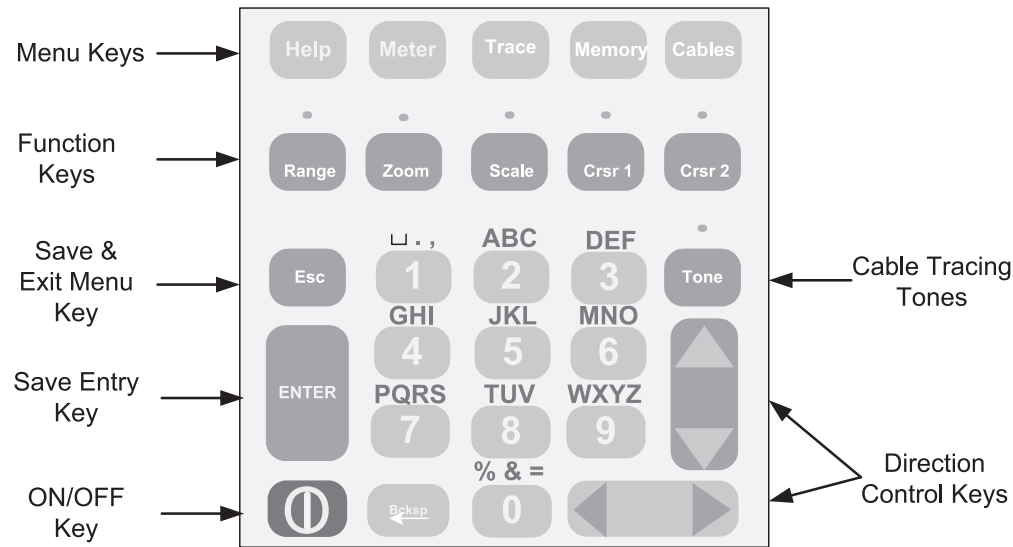 Menu Keys
Help Meter Trace Memory Cables
Function
Keys
Range Zoom Scale Crsr 1 Crsr 2
Save &
Exit Menu
Key
Esc
␣ . , ABC DEF
1 2 3
Tone
Cable Tracing
Tones
GHI JKL MNO
4 5 6
Save Entry
Key
ENTER
PQRS TUV WXYZ
7 8 9
% & =
ON/OFF
Key
Bcksp
0
Direction
Control Keys